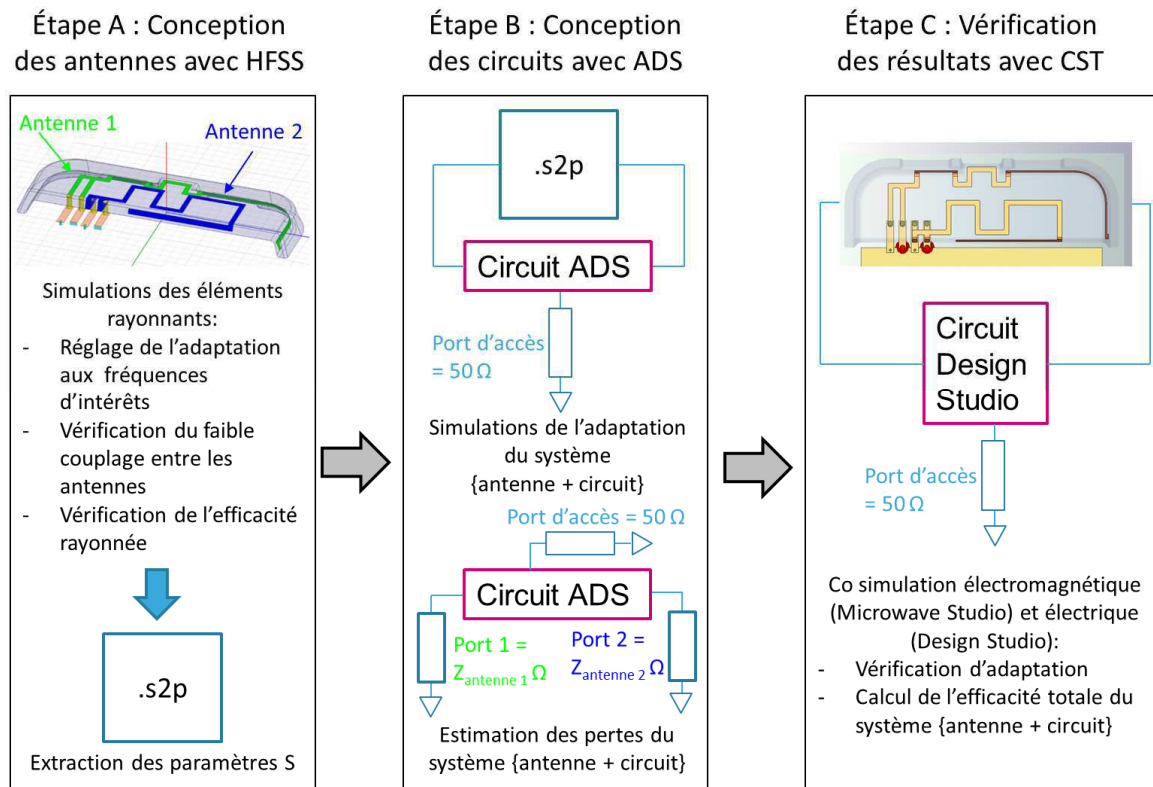 Étape A : Conception
des antennes avec HFSS
Antenne 1
Antenne 2
Simulations des éléments
rayonnants:
- Réglage de l’adaptation
aux fréquences
d’intérêts
- Vérification du faible
couplage entre les
antennes
- Vérification de l’efficacité
rayonnée
.s2p
Extraction des paramètres S
Étape B : Conception
des circuits avec ADS
.s2p
Circuit ADS
Port d’accès
= 50 Ω
Simulations de l’adaptation
du système
{antenne + circuit}
Port d’accès = 50 Ω
Circuit ADS
Port 1 =
Zantenne 1 Ω
Port 2 =
Zantenne 2 Ω
Estimation des pertes du
système {antenne + circuit}
Étape C : Vérification
des résultats avec CST
Circuit
Design
Studio
Port d’accès
= 50 Ω
Co simulation électromagnétique
(Microwave Studio) et électrique
(Design Studio):
- Vérification d’adaptation
- Calcul de l’efficacité totale du
système {antenne + circuit}